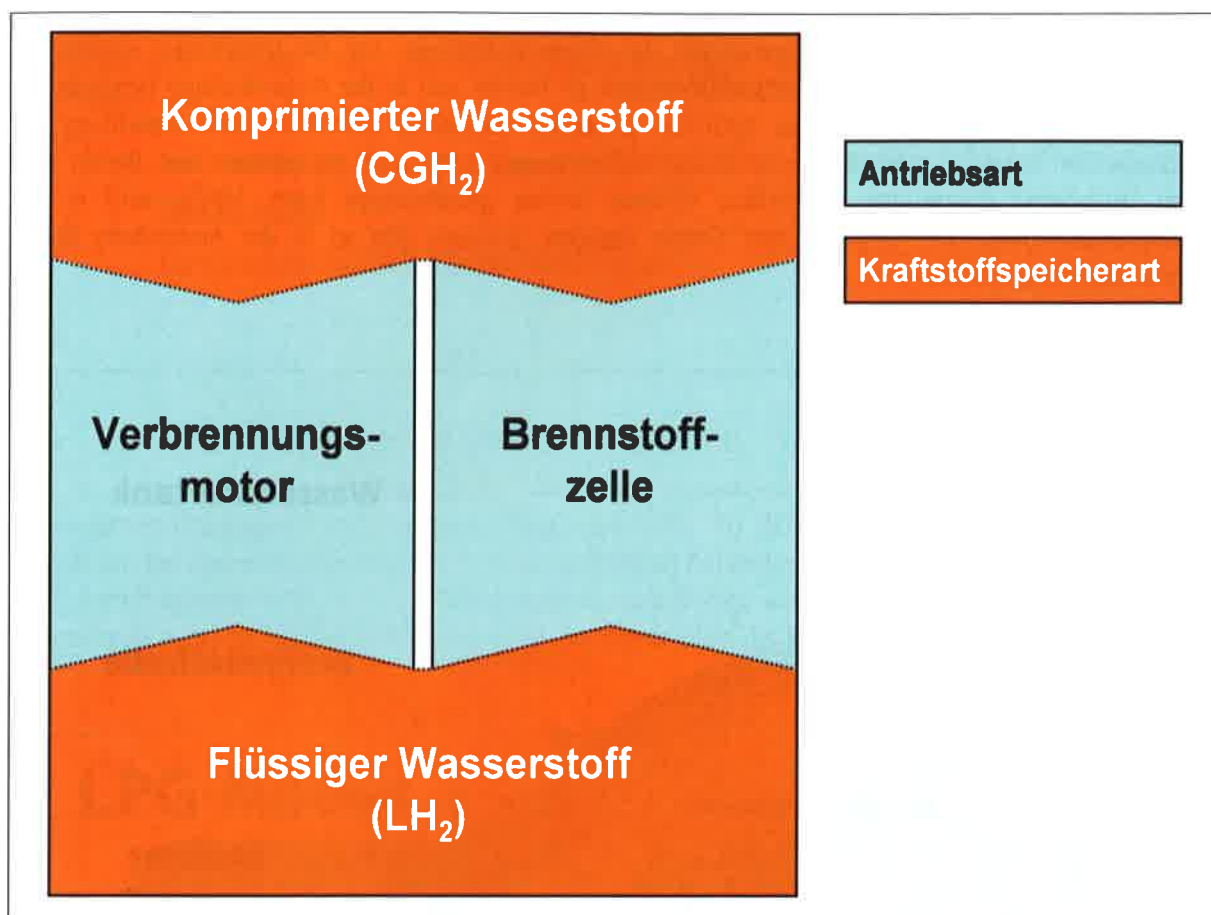 Komprimierter Wasserstoff
(CGH₂)
Antriebsart
Kraftstoffspeicherart
Verbrennungs-
motor
Brennstoff-
zelle
Flüssiger Wasserstoff
(LH₂)